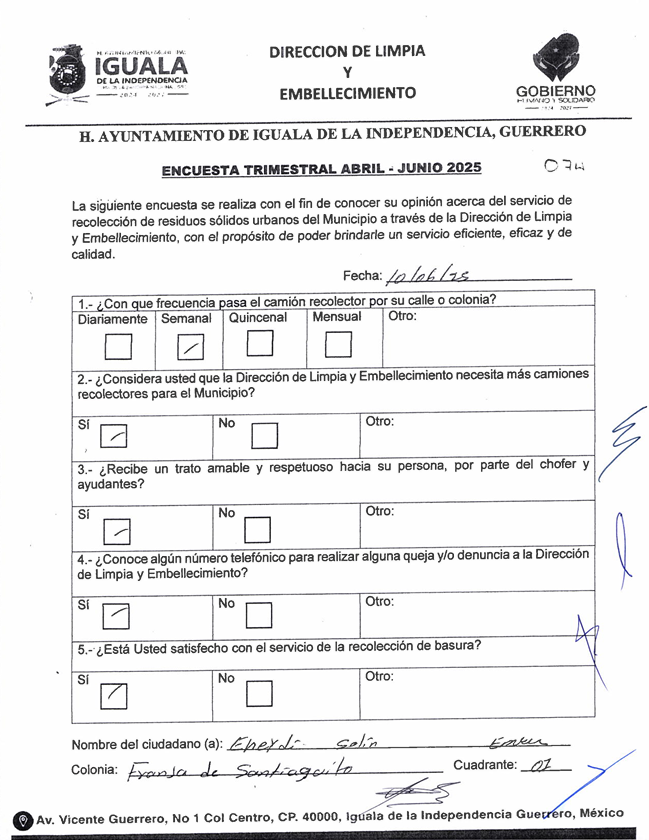 IGUALA
DE LA INDEPENDENCIA
2024 - 2027
DIRECCION DE LIMPIA
Y
EMBELLECIMIENTO
GOBIERNO
HUMANO Y SOLIDARIO
2024 2027
H. AYUNTAMIENTO DE IGUALA DE LA INDEPENDENCIA, GUERRERO
ENCUESTA TRIMESTRAL ABRIL - JUNIO 2025
La siguiente encuesta se realiza con el fin de conocer su opinión acerca del servicio de
recolección de residuos sólidos urbanos del Municipio a través de la Dirección de Limpia
y Embellecimiento, con el propósito de poder brindarle un servicio eficiente, eficaz y de
calidad.
Fecha: 10/06/25
1.- ¿Con que frecuencia pasa el camión recolector por su calle o colonia?
Diariamente Semanal Quincenal Mensual Otro:
2.- ¿Considera usted que la Dirección de Limpia y Embellecimiento necesita más camiones
recolectores para el Municipio?
Sí No Otro:
3.- ¿Recibe un trato amable y respetuoso hacia su persona, por parte del chofer y
ayudantes?
Sí No Otro:
4.- ¿Conoce algún número telefónico para realizar alguna queja y/o denuncia a la Dirección
de Limpia y Embellecimiento?
Sí No Otro:
5.- ¿Está Usted satisfecho con el servicio de la recolección de basura?
Sí No Otro:
Nombre del ciudadano (a):
Colonia: Franja de Santiaguito Cuadrante: 01
Av. Vicente Guerrero, No 1 Col Centro, CP. 40000, Iguala de la Independencia Guerrero, México